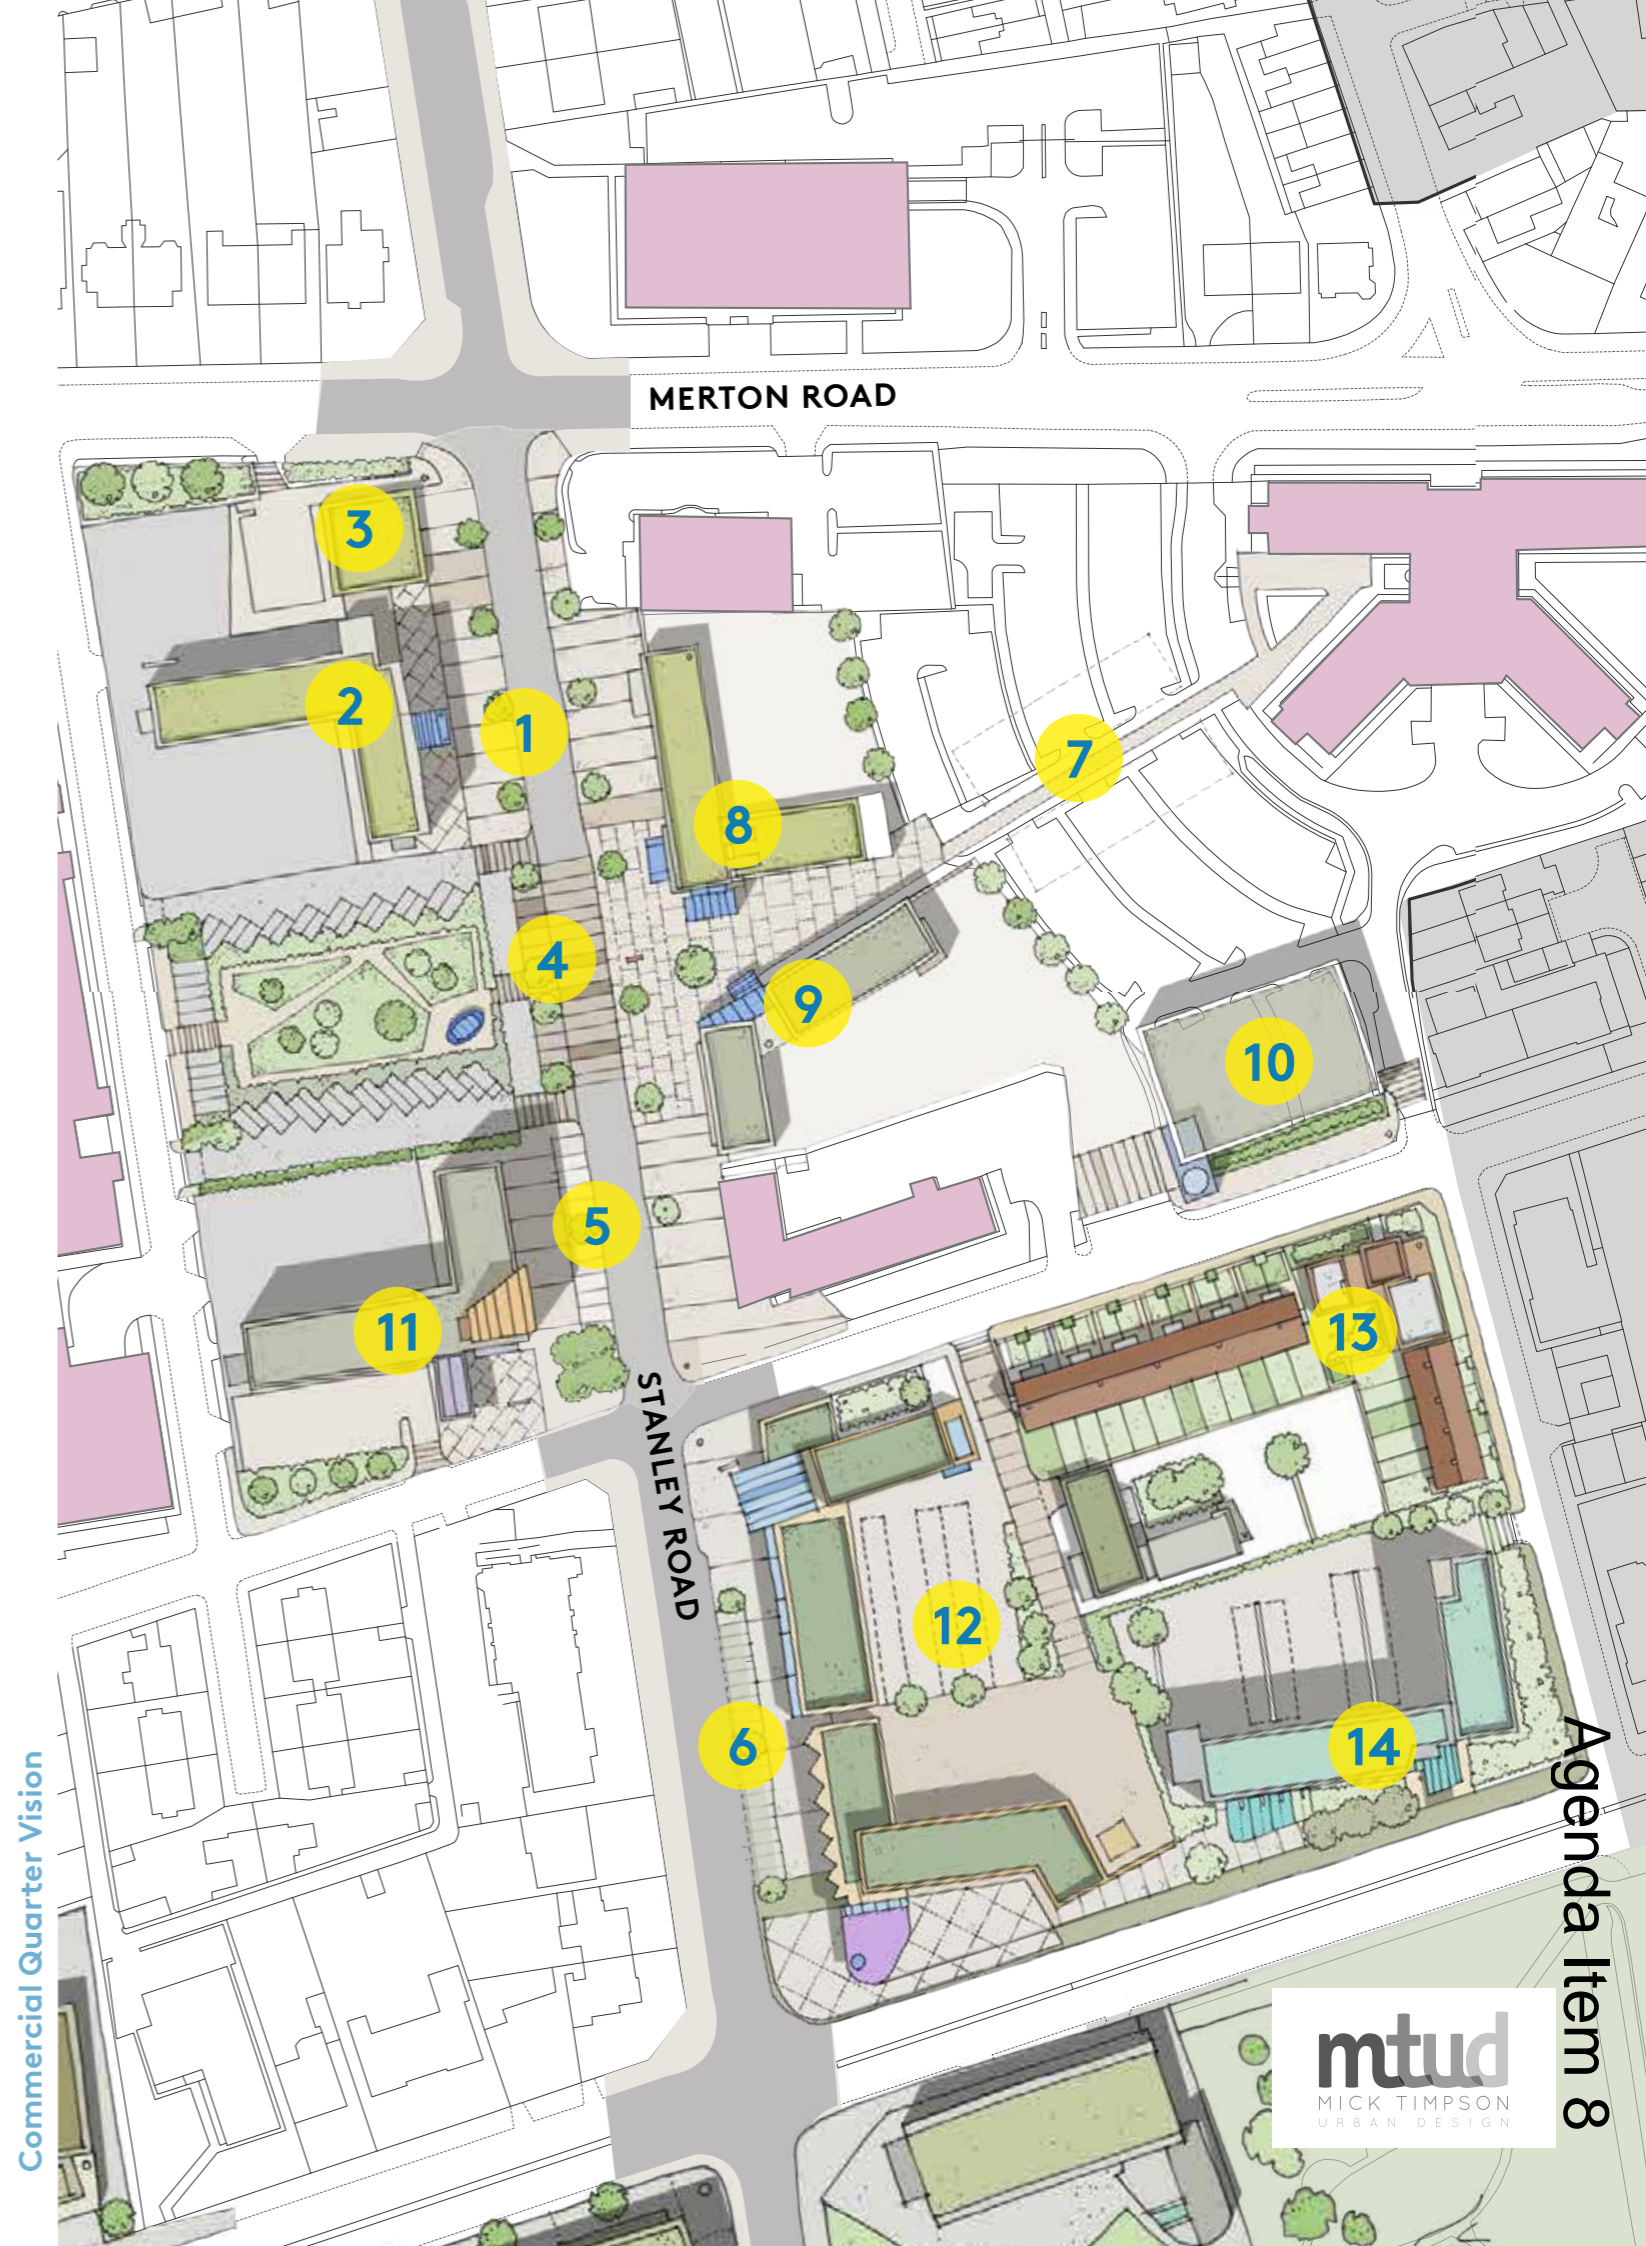 MERTON ROAD
3
2
1
7
8
4
9
10
5
11
13
STANLEY ROAD
12
6
14
Commercial Quarter Vision
Agenda Item 8
mtud
MICK TIMPSON
URBAN DESIGN